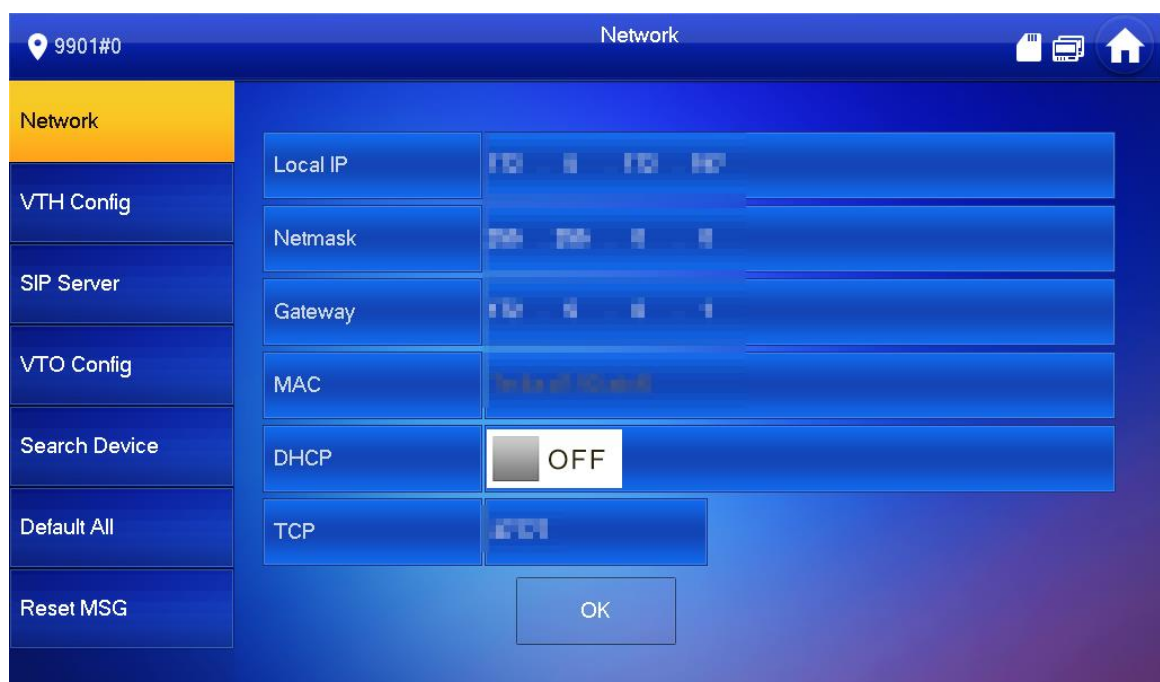 9901#0
Network
Network
VTH Config
SIP Server
VTO Config
Search Device
Default All
Reset MSG
Local IP
Netmask
Gateway
MAC
DHCP OFF
TCP
OK